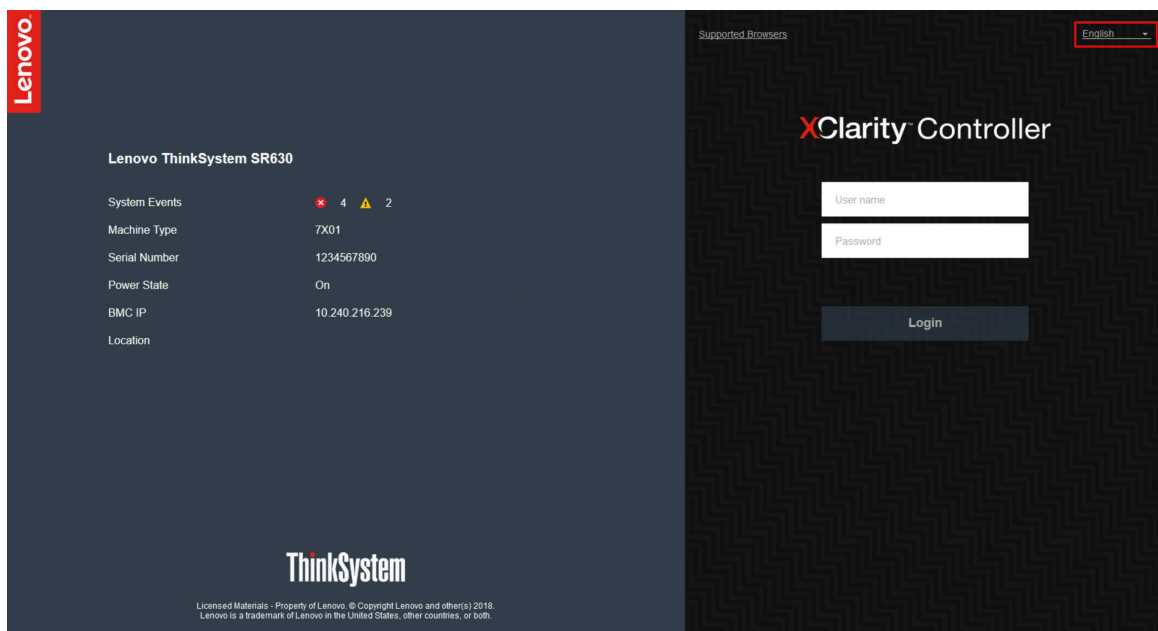 Lenovo.
Supported Browsers
English
XClarity™ Controller
Lenovo ThinkSystem SR630
System Events 4 2
Machine Type 7X01
Serial Number 1234567890
Power State On
BMC IP 10.240.216.239
Location
User name
Password
Login
ThinkSystem
Licensed Materials - Property of Lenovo. © Copyright Lenovo and other(s) 2018.
Lenovo is a trademark of Lenovo in the United States, other countries, or both.